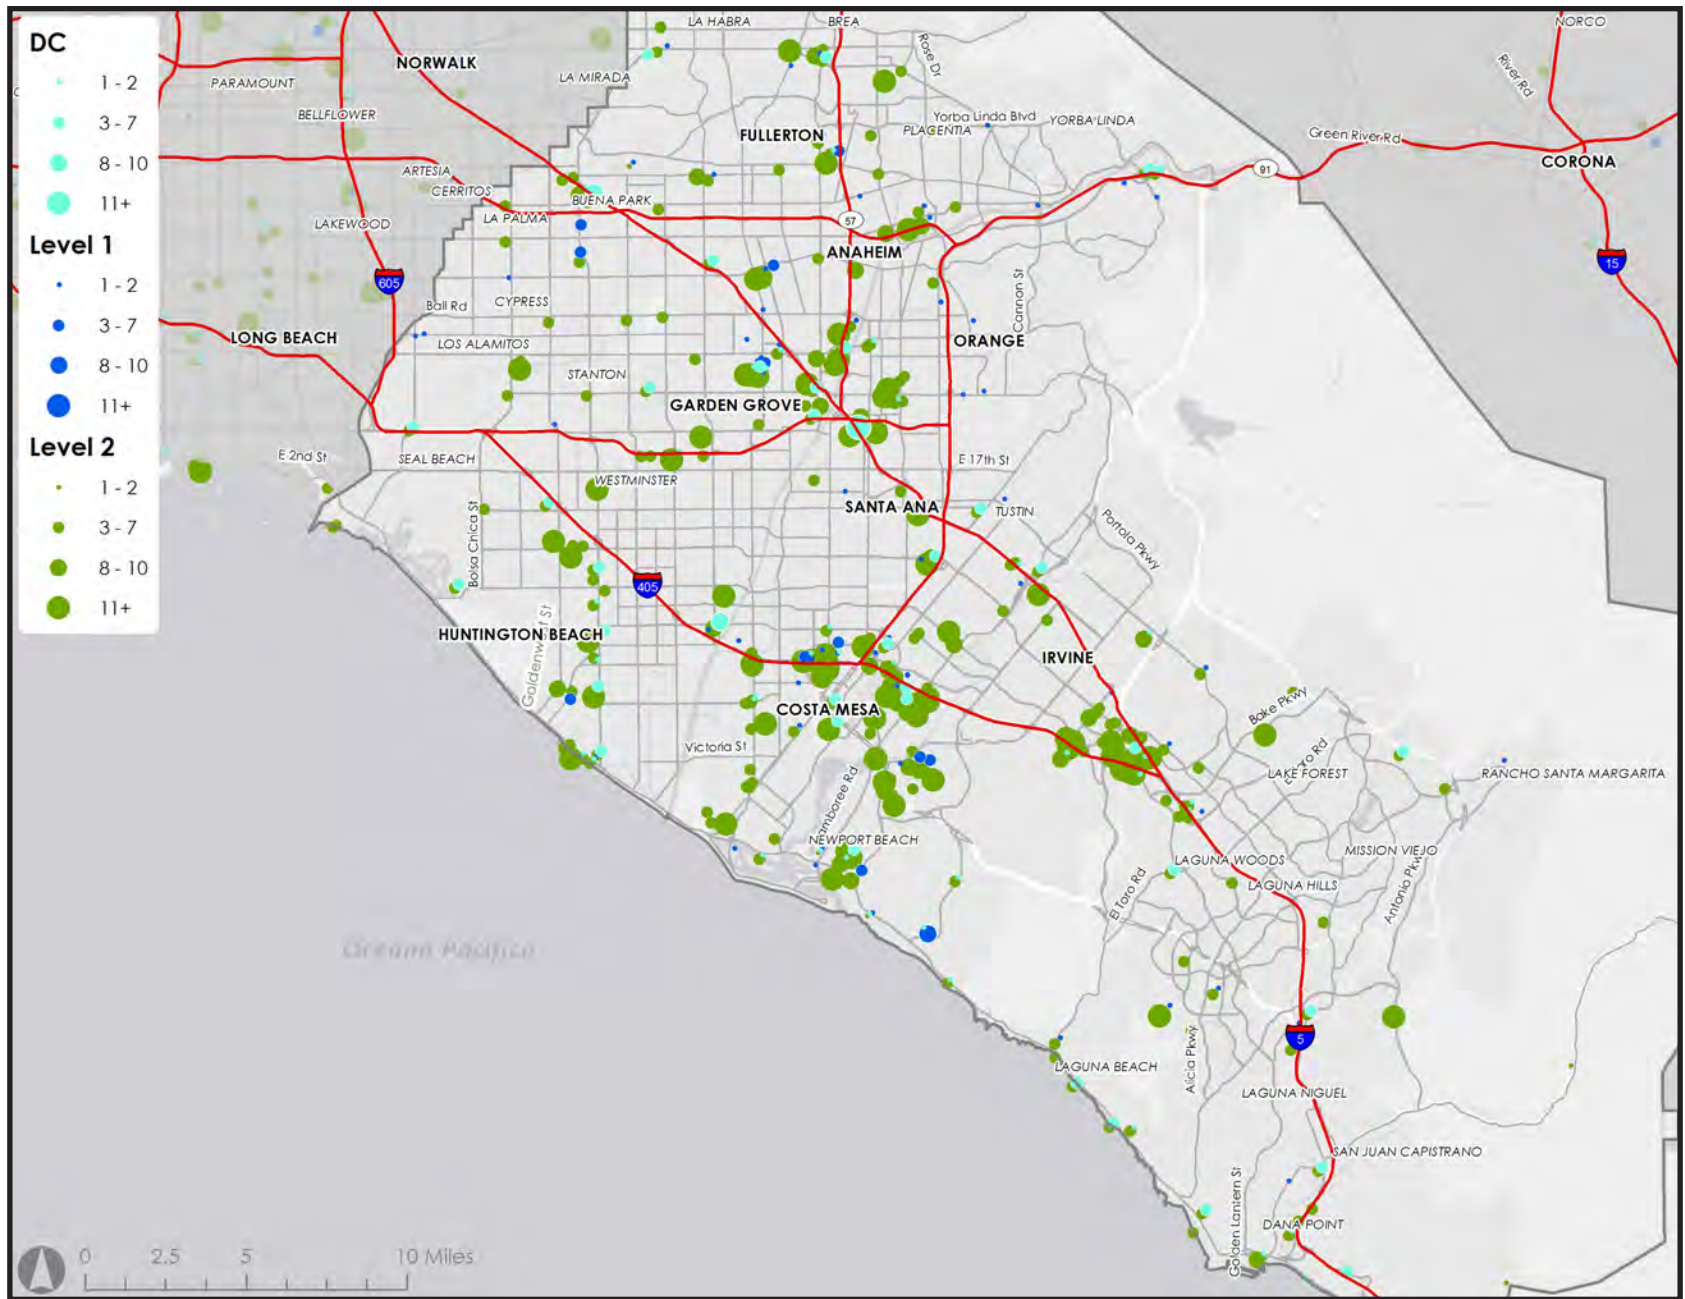 DC
1 - 2
3 - 7
8 - 10
11+
Level 1
1 - 2
3 - 7
8 - 10
11+
Level 2
1 - 2
3 - 7
8 - 10
11+
LA HABRA
BREA
NORCO
NORWALK
LA MIRADA
Rose Dr
River Rd
PARAMOUNT
BELLFLOWER
FULLERTON
Yorba Linda Blvd
PLACENTIA
YORBA LINDA
Green River Rd
CORONA
91
ARTESIA
CERRITOS
BUENA PARK
LA PALMA
LAKEWOOD
57
ANAHEIM
605
15
Ball Rd
CYPRESS
Cannon St
LONG BEACH
LOS ALAMITOS
ORANGE
STANTON
GARDEN GROVE
E 2nd St
SEAL BEACH
E 17th St
WESTMINSTER
SANTA ANA
TUSTIN
Bolsa Chica St
Portola Pkwy
405
HUNTINGTON BEACH
Goldenwest St
IRVINE
COSTA MESA
Bake Pkwy
Victoria St
LAKE FOREST
RANCHO SANTA MARGARITA
NEWPORT BEACH
LAGUNA WOODS
MISSION VIEJO
El Toro Rd
LAGUNA HILLS
Antonio Pkwy
Oceano Pacifico
5
LAGUNA BEACH
Alicia Pkwy
LAGUNA NIGUEL
SAN JUAN CAPISTRANO
Golden Lantern St
DANA POINT
0 2.5 5 10 Miles